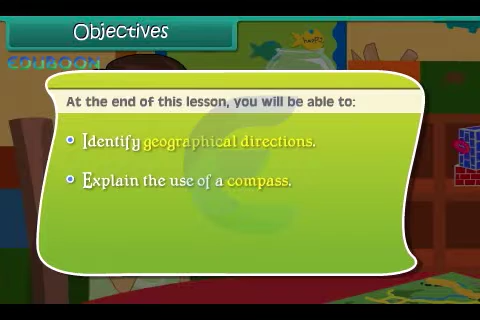 Objectives
EDUBOOM
At the end of this lesson, you will be able to:
Identify geographical directions.
Explain the use of a compass.